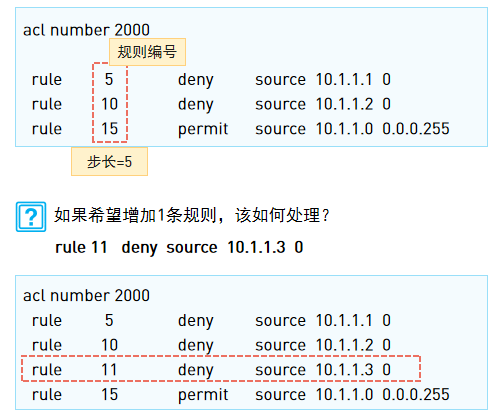 acl number 2000
规则编号
rule 5 deny source 10.1.1.1 0
rule 10 deny source 10.1.1.2 0
rule 15 permit source 10.1.1.0 0.0.0.255
步长=5
? 如果希望增加1条规则，该如何处理？
rule 11 deny source 10.1.1.3 0
acl number 2000
rule 5 deny source 10.1.1.1 0
rule 10 deny source 10.1.1.2 0
rule 11 deny source 10.1.1.3 0
rule 15 permit source 10.1.1.0 0.0.0.255